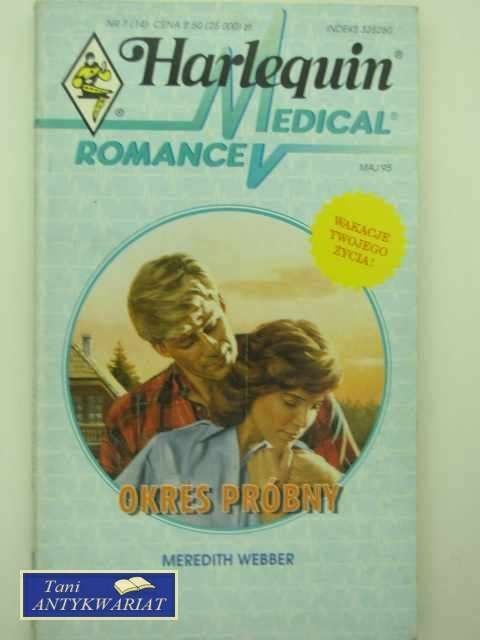 NR 7 (14) CENA 2.50 (25 000) zł
INDEKS 325280
Harlequin®
®
MEDICAL®
ROMANCE
MAJ 95
WAKACJE
TWOJEGO
ŻYCIA!
OKRES PRÓBNY
MEREDITH WEBBER
Tani
ANTYKWARIAT